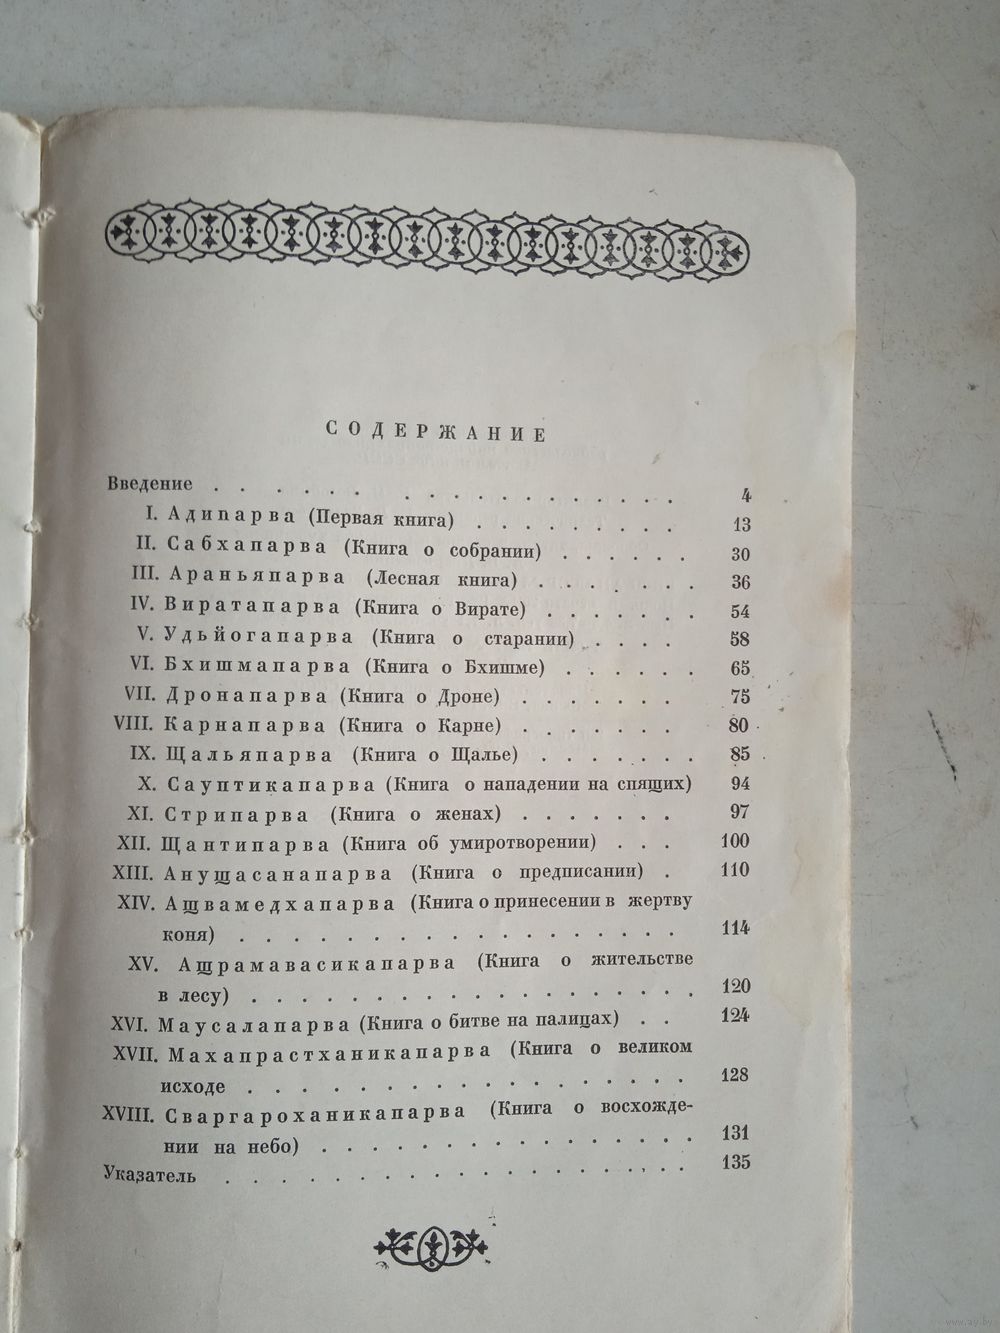 СОДЕРЖАНИЕ
Введение . . . . . . . . . . . . . . . . 4
I. Адипарва (Первая книга) . . . . . . . . 13
II. Сабхапарва (Книга о собрании) . . . . . . 30
III. Араньяпарва (Лесная книга) . . . . . . 36
IV. Виратапарва (Книга о Вирате) . . . . . . . 54
V. Удьйогапарва (Книга о старании) . . . . 58
VI. Бхишмапарва (Книга о Бхишме) . . . . . . 65
VII. Дронапарва (Книга о Дроне) . . . . . . . 75
VIII. Карнапарва (Книга о Карне) . . . . . . . 80
IX. Щальяпарва (Книга о Щалье) . . . . . . . 85
X. Сауптикапарва (Книга о нападении на спящих) 94
XI. Стрипарва (Книга о женах) . . . . . . . 97
XII. Щантипарва (Книга об умиротворении) . . . 100
XIII. Анущасанапарва (Книга о предписании) . 110
XIV. Ащвамедхапарва (Книга о принесении в жертву
коня) . . . . . . . . . . . . . . . . . 114
XV. Ащрамавасикапарва (Книга о жительстве
в лесу) . . . . . . . . . . . . . . . . . 120
XVI. Маусалапарва (Книга о битве на палицах) . . 124
XVII. Махапрастханикапарва (Книга о великом
исходе . . . . . . . . . . . . . . . . . 128
XVIII. Сваргароханикапарва (Книга о восхожде-
нии на небо) . . . . . . . . . . . . . . 131
Указатель . . . . . . . . . . . . . . . . . 135
www.ay.by